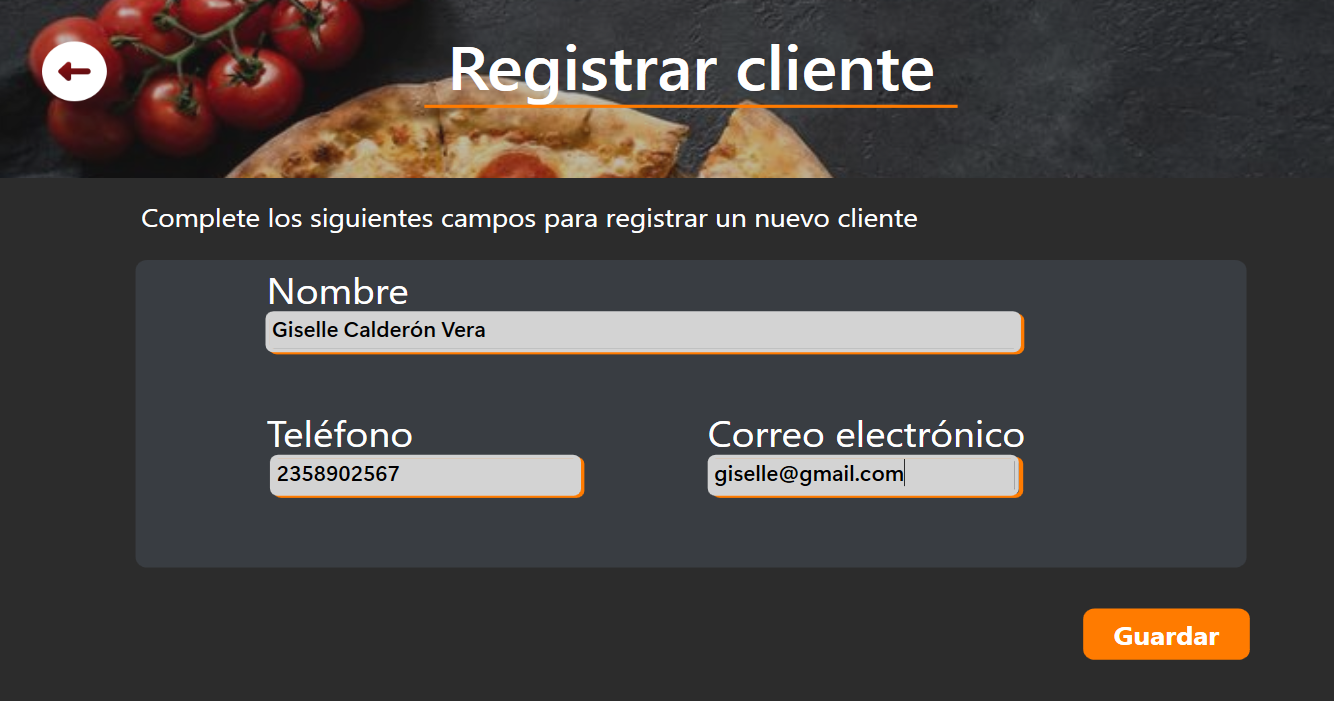 Registrar cliente
Complete los siguientes campos para registrar un nuevo cliente
Nombre
Giselle Calderón Vera
Teléfono
2358902567
Correo electrónico
giselle@gmail.com
Guardar